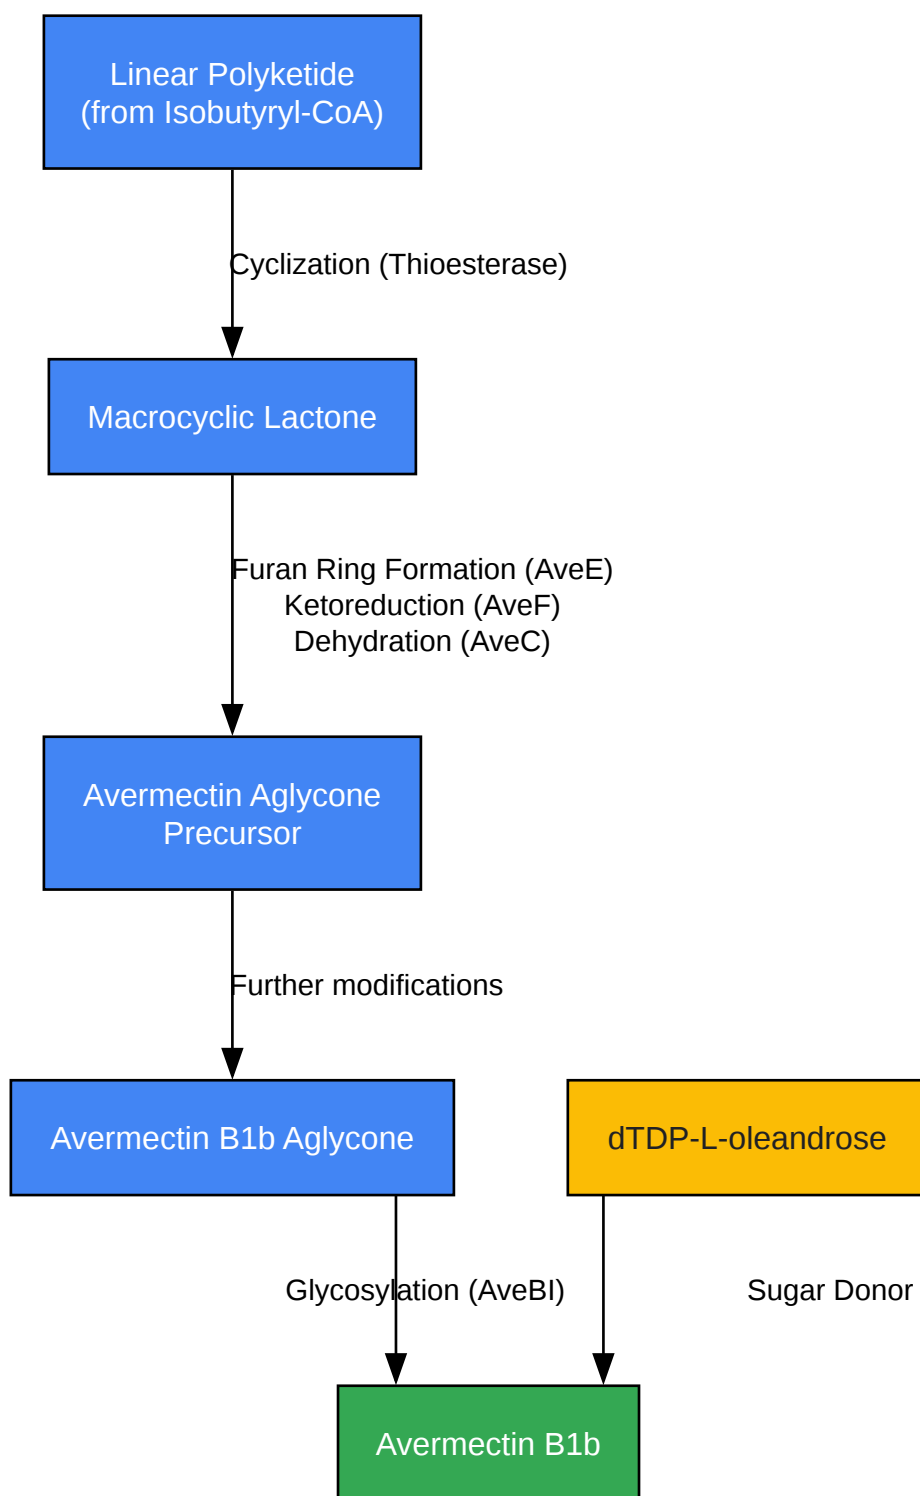 Linear Polyketide
(from Isobutyryl-CoA)
Cyclization (Thioesterase)
Macrocyclic Lactone
Furan Ring Formation (AveE)
Ketoreduction (AveF)
Dehydration (AveC)
Avermectin Aglycone
Precursor
Further modifications
Avermectin B1b Aglycone
dTDP-L-oleandrose
Glycosylation (AveBI)
Sugar Donor
Avermectin B1b